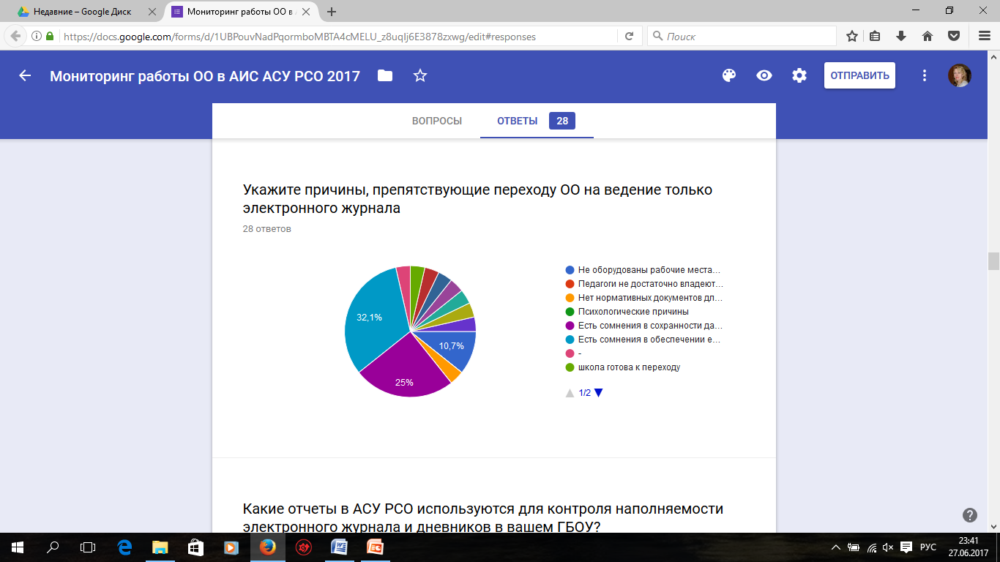 Недавние – Google Диск
Мониторинг работы ОО в А
https://docs.google.com/forms/d/1UBPouvNadPqormboMBTA4cMELU_z8uqIj6E3878zxwg/edit#responses
Поиск
Мониторинг работы ОО в АИС АСУ РСО 2017
ОТПРАВИТЬ
ВОПРОСЫ
ОТВЕТЫ 28
Укажите причины, препятствующие переходу ОО на ведение только
электронного журнала
28 ответов
32,1%
10,7%
25%
Не оборудованы рабочие места...
Педагоги не достаточно владеют...
Нет нормативных документов дл...
Психологические причины
Есть сомнения в сохранности да...
Есть сомнения в обеспечении е...
-
школа готова к переходу
1/2
Какие отчеты в АСУ РСО используются для контроля наполняемости
электронного журнала и дневников в вашем ГБОУ?
РУС
23:41
27.06.2017